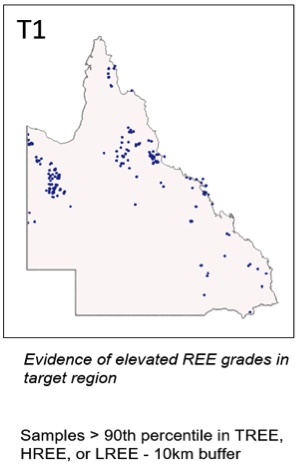 T1
Evidence of elevated REE grades in
target region
Samples > 90th percentile in TREE,
HREE, or LREE - 10km buffer